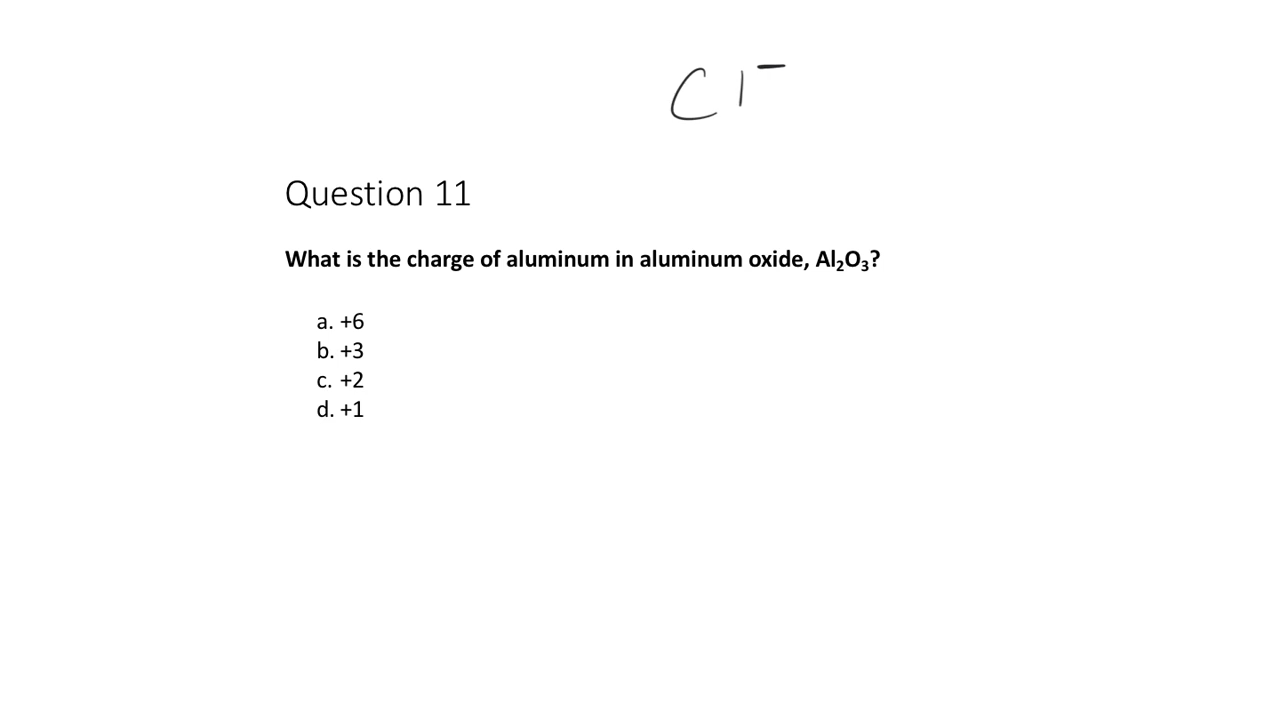 Cl⁻
Question 11
What is the charge of aluminum in aluminum oxide, Al₂O₃?
a. +6
b. +3
c. +2
d. +1